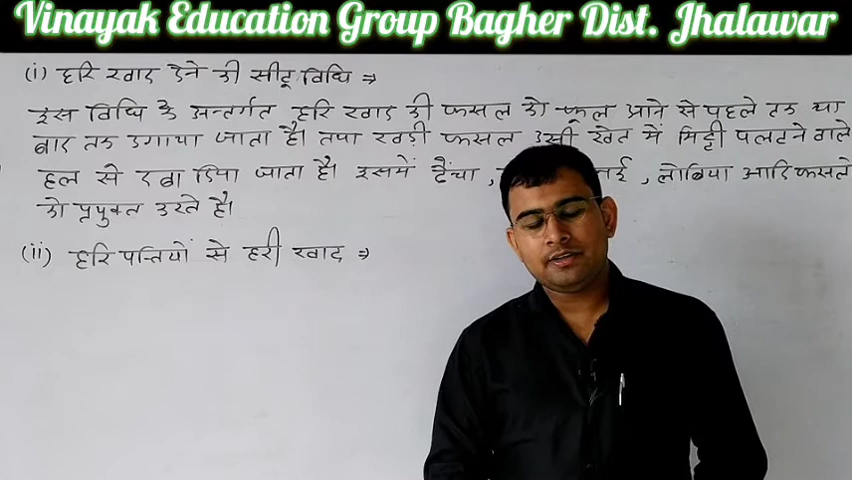 Vinayak Education Group Bagher Dist. Jhalawar
(i) हरि खाद देने की सीटू विधि ⇒
इस विधि के अन्तर्गत हरि खाद की फसल को फूल आने से पहले तक या
बाद तक उगाया जाता है। तथा खड़ी फसल उसी खेत में मिट्टी पलटने वाले
हल से दबा दिया जाता है। इसमें ढैंचा, लोबिया आदि फसले
को प्रयुक्त करते है।
(ii) हरि पत्तियों से हरी खाद ⇒